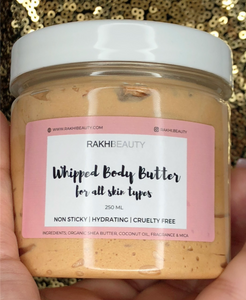 WWW.RAKHIBEAUTY.COM
RAKHIBEAUTY
RAKHIBEAUTY
Whipped Body Butter
for all skin types
250 ML
NON STICKY | HYDRATING | CRUELTY FREE
INGREDIENTS: ORGANIC SHEA BUTTER, COCONUT OIL, FRAGRANCE & MICA